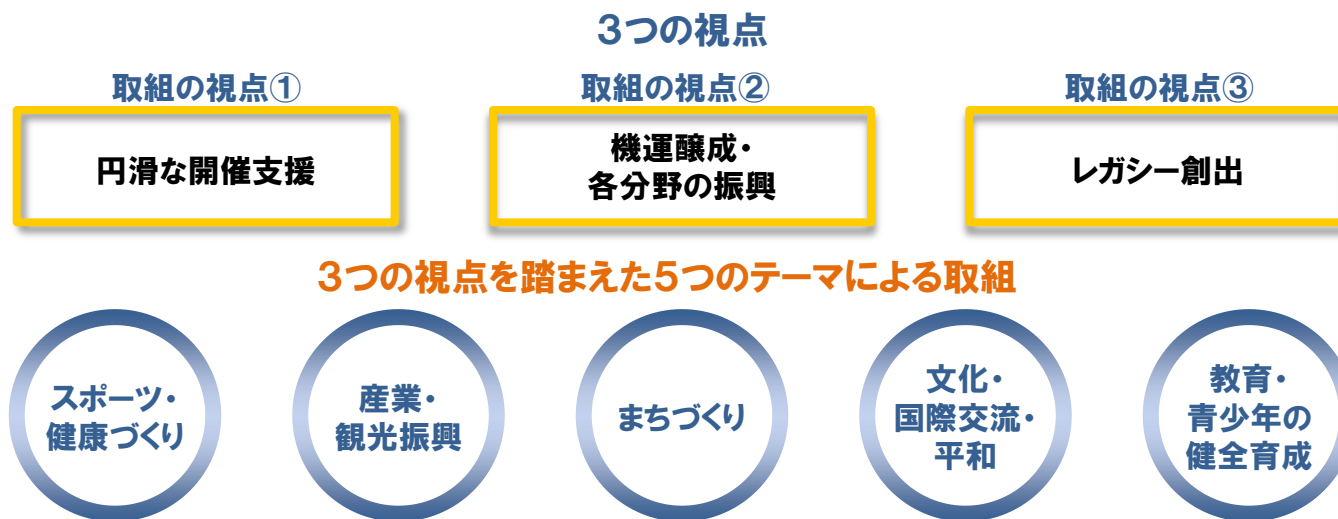 3つの視点
取組の視点①
取組の視点②
取組の視点③
円滑な開催支援
機運醸成・
各分野の振興
レガシー創出
3つの視点を踏まえた5つのテーマによる取組
スポーツ・
健康づくり
産業・
観光振興
まちづくり
文化・
国際交流・
平和
教育・
青少年の
健全育成